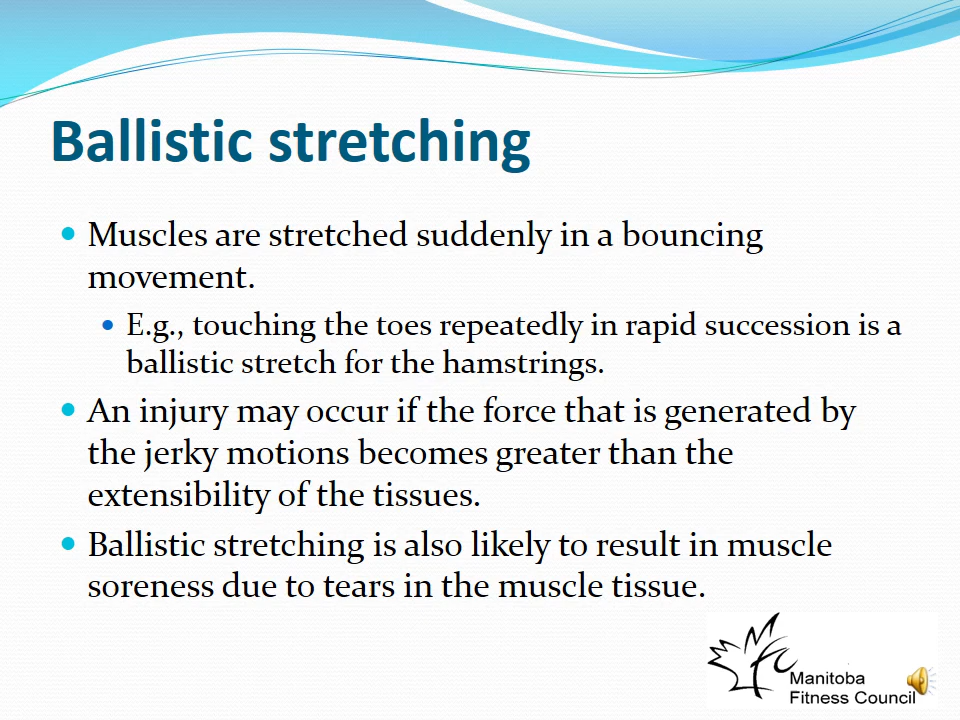 Ballistic stretching
Muscles are stretched suddenly in a bouncing
movement.
E.g., touching the toes repeatedly in rapid succession is a
ballistic stretch for the hamstrings.
An injury may occur if the force that is generated by
the jerky motions becomes greater than the
extensibility of the tissues.
Ballistic stretching is also likely to result in muscle
soreness due to tears in the muscle tissue.
Manitoba
Fitness Council